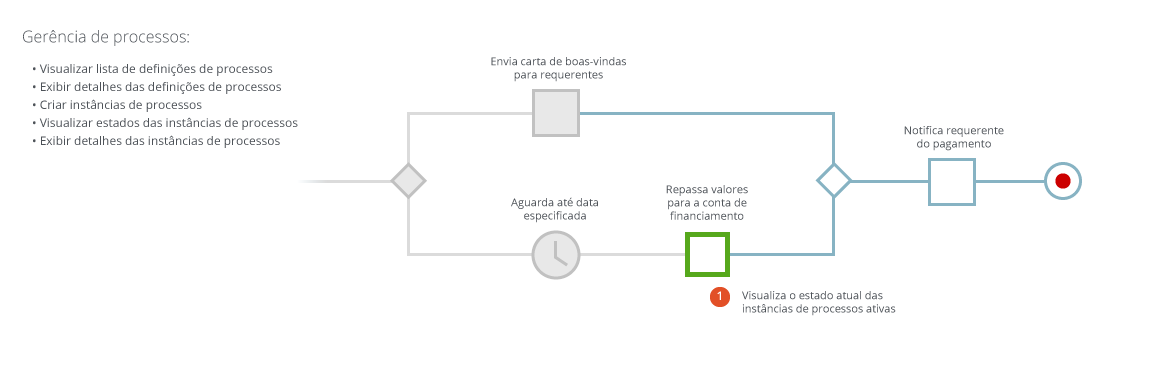 Gerência de processos:
• Visualizar lista de definições de processos
• Exibir detalhes das definições de processos
• Criar instâncias de processos
• Visualizar estados das instâncias de processos
• Exibir detalhes das instâncias de processos
Envia carta de boas-vindas
para requerentes
Aguarda até data
especificada
Repassa valores
para a conta de
financiamento
1
Visualiza o estado atual das
instâncias de processos ativas
Notifica requerente
do pagamento